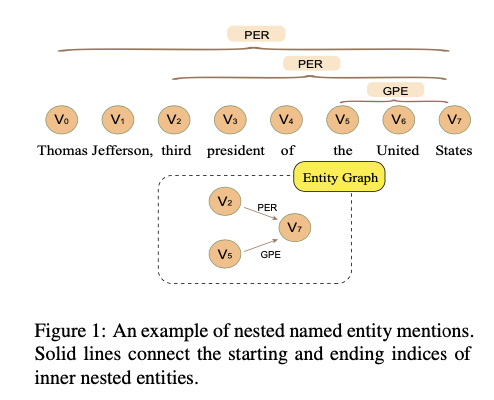 PER
PER
GPE
V0 V1 V2 V3 V4 V5 V6 V7
Thomas Jefferson, third president of the United States
Entity Graph
V2
PER
V7
V5
GPE
Figure 1: An example of nested named entity mentions.
Solid lines connect the starting and ending indices of
inner nested entities.